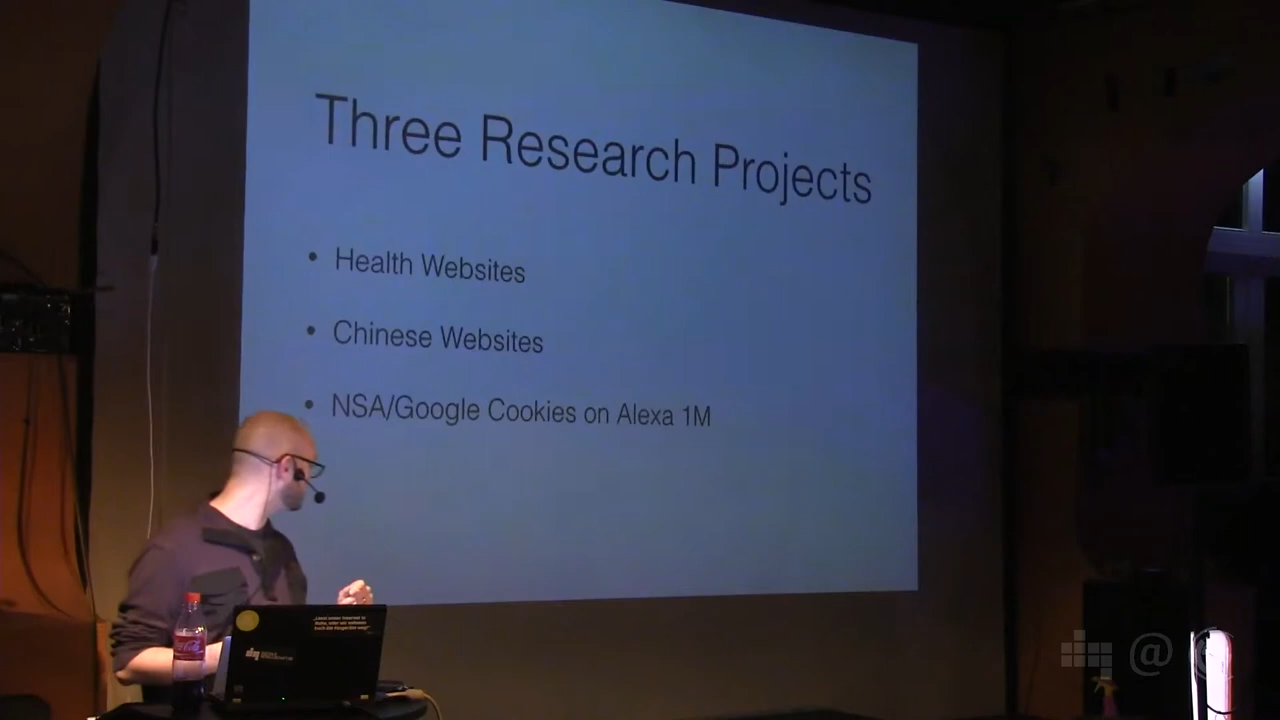 Three Research Projects
• Health Websites
• Chinese Websites
• NSA/Google Cookies on Alexa 1M
@